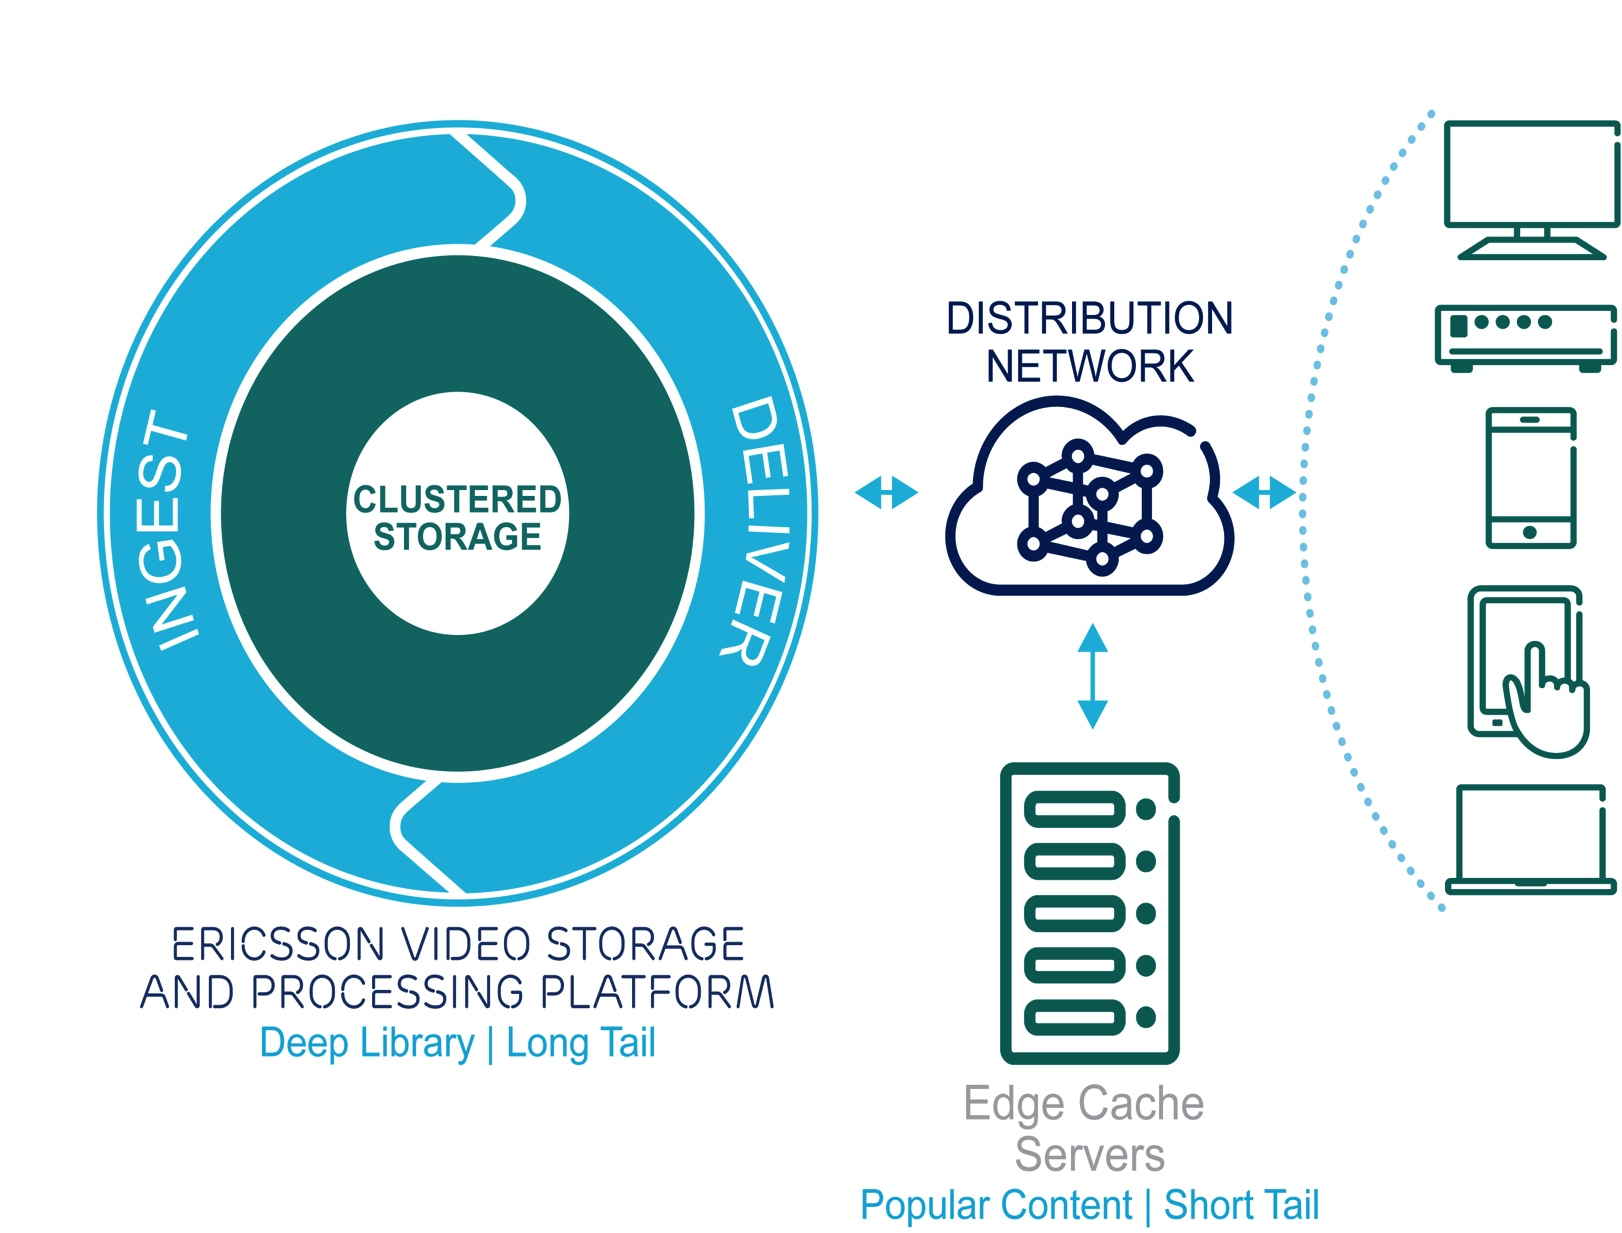 INGEST
CLUSTERED
STORAGE
DELIVER
ERICSSON VIDEO STORAGE
AND PROCESSING PLATFORM
Deep Library | Long Tail
DISTRIBUTION
NETWORK
Edge Cache
Servers
Popular Content | Short Tail